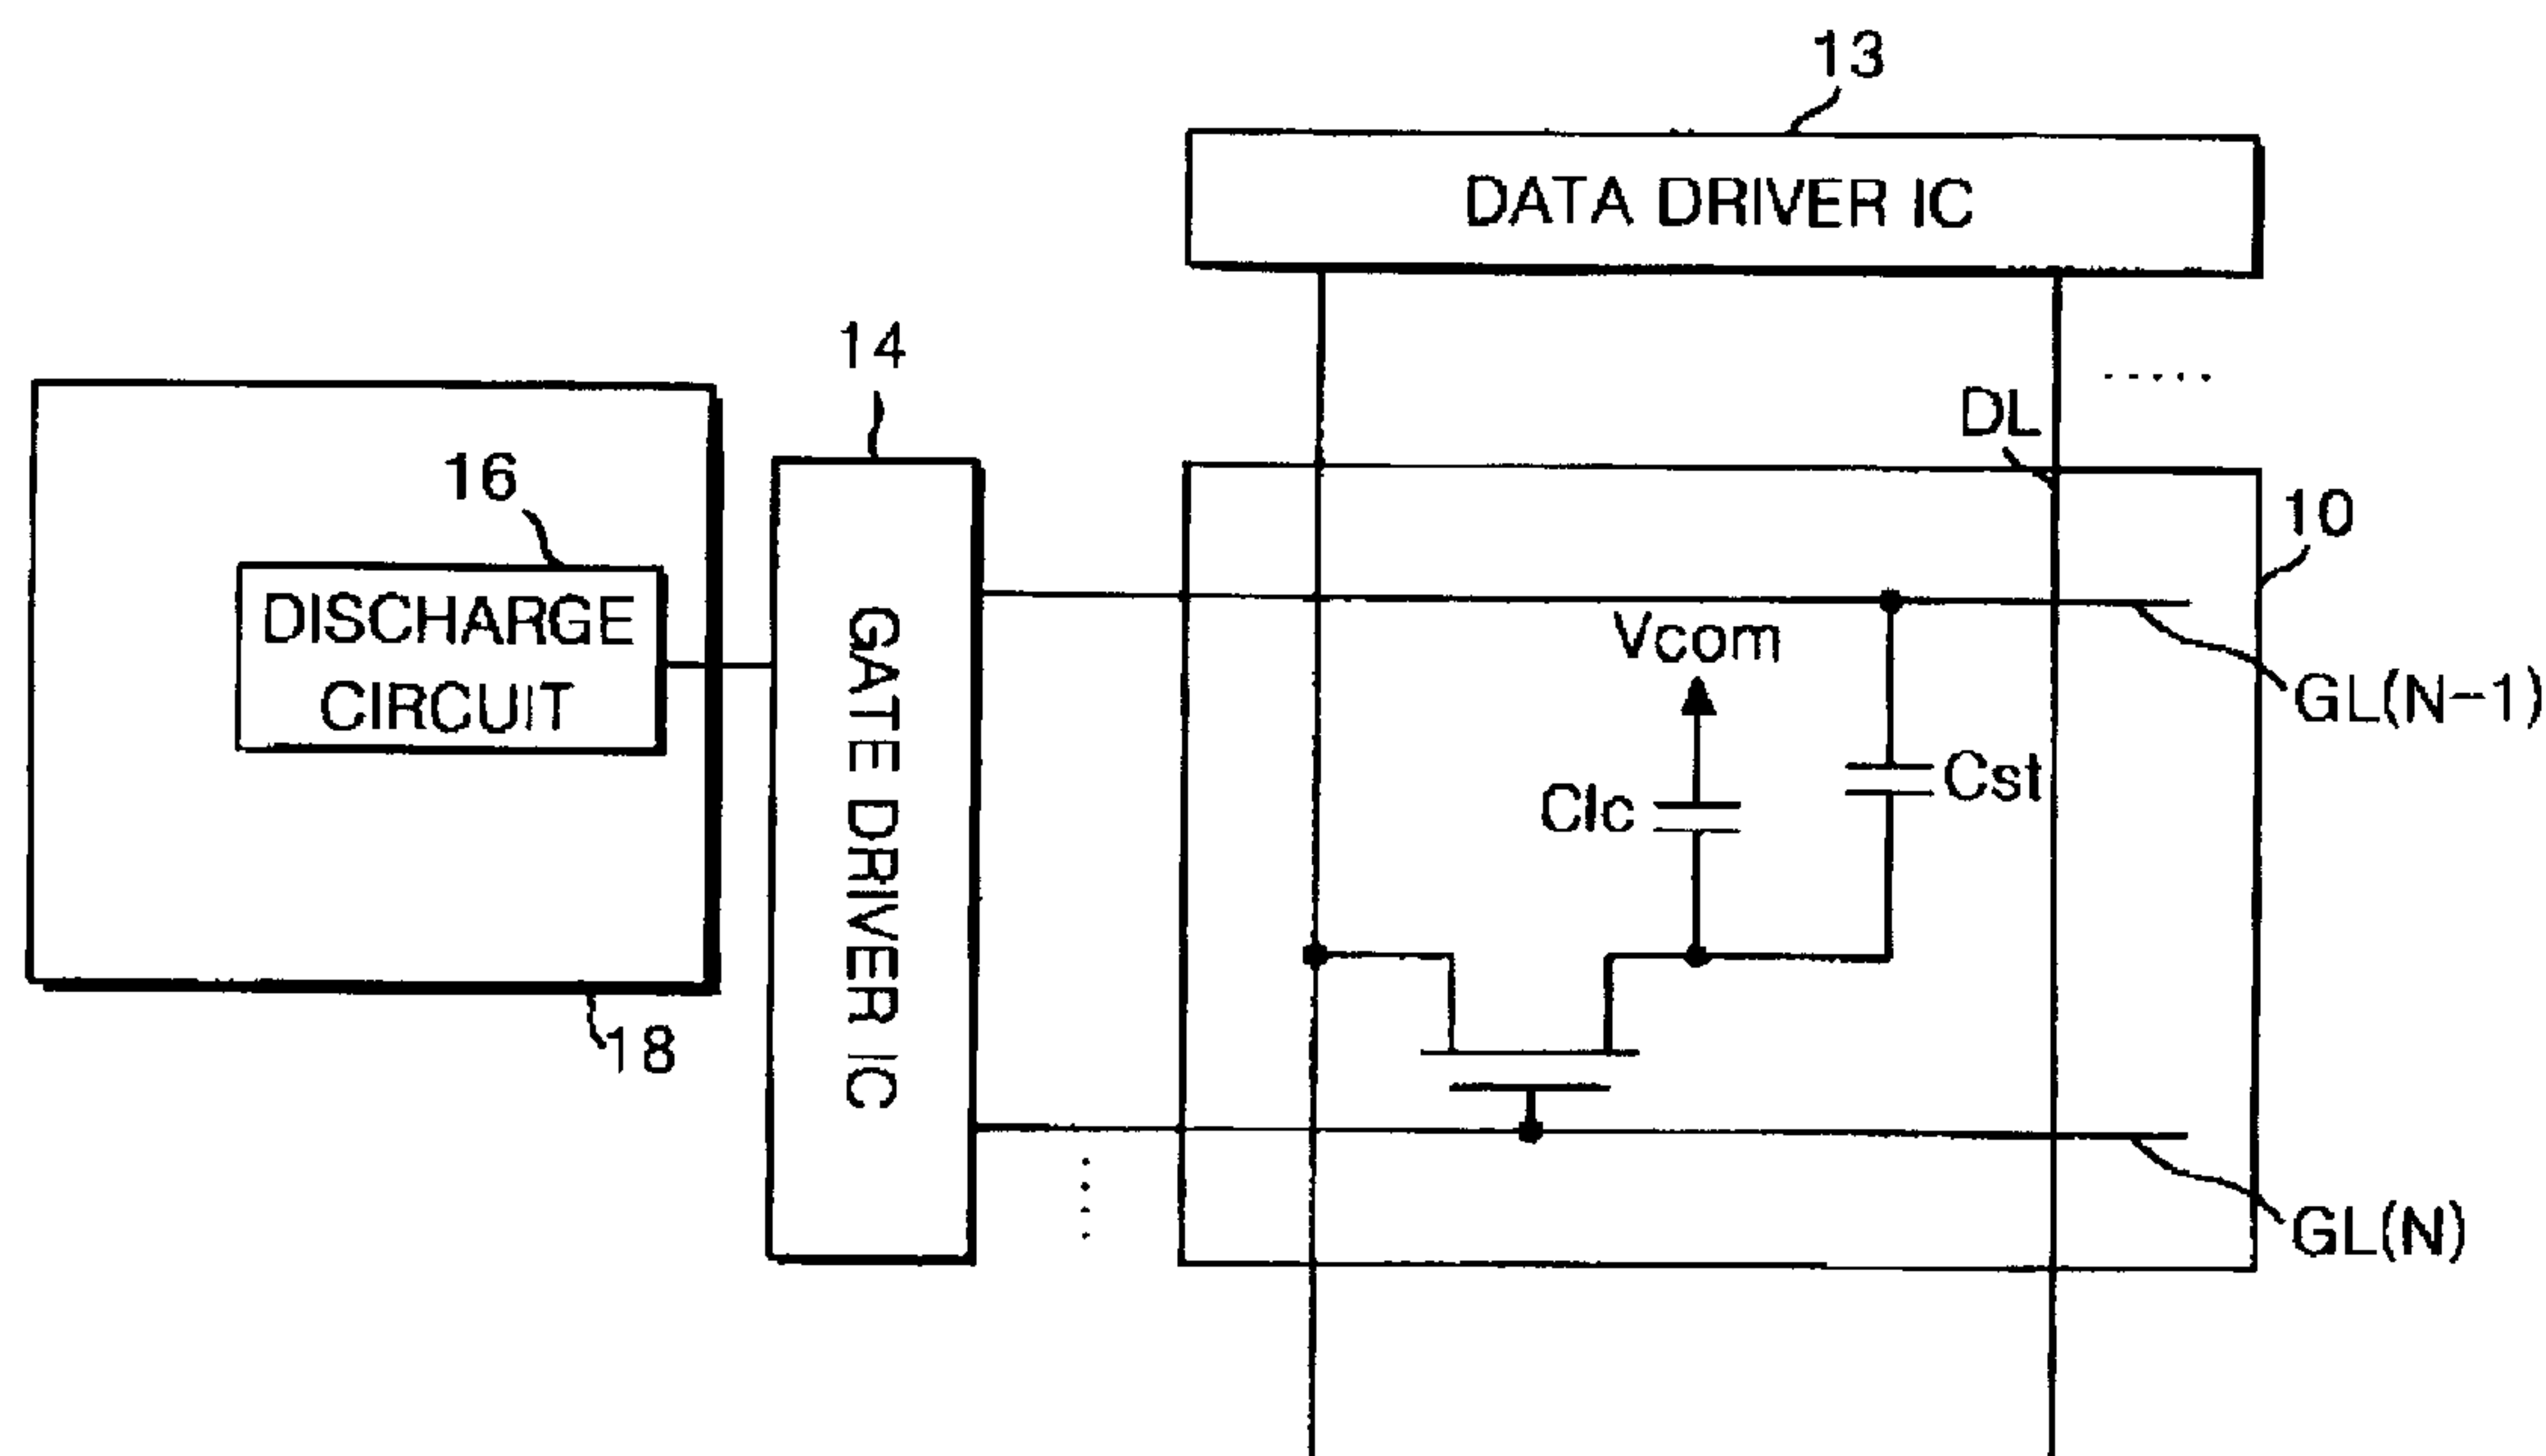 13
DATA DRIVER IC
14
DL
16
10
DISCHARGE
CIRCUIT
GATE DRIVER IC
Vcom
GL(N-1)
Clc
Cst
18
GL(N)